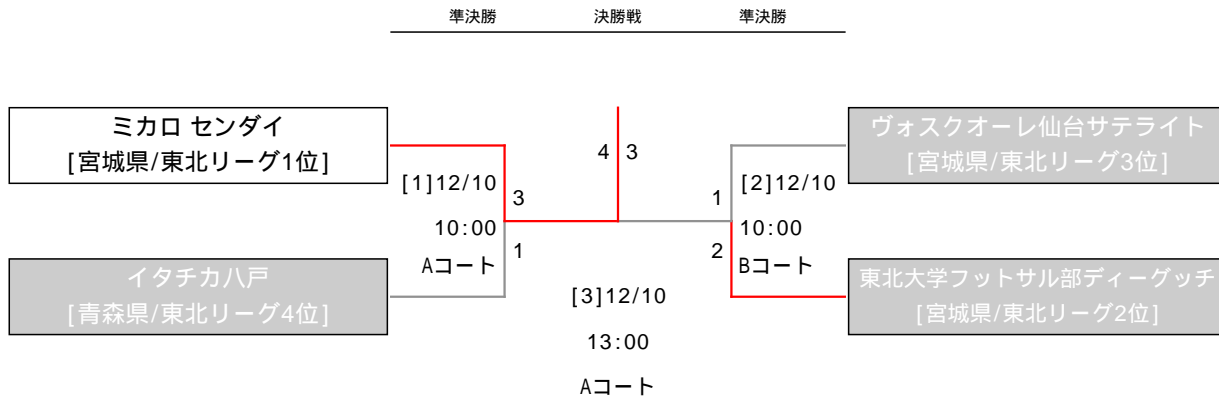 準決勝 決勝戦 準決勝
ミカロ センダイ
[宮城県/東北リーグ1位]
イタチカ八戸
[青森県/東北リーグ4位]
[1]12/10
10:00
Aコート
3
1
4 3
[3]12/10
13:00
Aコート
1
2
[2]12/10
10:00
Bコート
ヴォスクオーレ仙台サテライト
[宮城県/東北リーグ3位]
東北大学フットサル部ディーグッチ
[宮城県/東北リーグ2位]